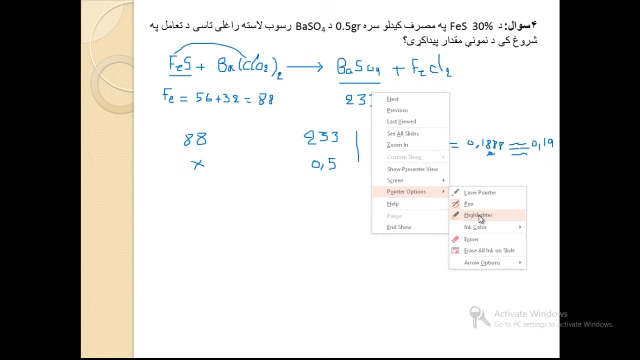 ۴سوال: د FeS 30% په مصرف کیدلو سره 0.5gr د BaSO₄ رسوب لاسته راغلی تاسی د تعامل په
شروع کی د نمونې مقدار پیداکړی؟
FeS + Ba(ClO₂)₂ → BaSO₄ + FeCl₂
Fe = 56+32 = 88
233
88 233 = 0,1888 ≈ 0,19
x 0,5
Next
Previous
Last Viewed
See All Slides
Zoom In
Custom Show
Show Presenter View
Screen
Pointer Options
Help
Pause
End Show
Laser Pointer
Pen
Highlighter
Ink Color
Eraser
Erase All Ink on Slide
Arrow Options
Activate Windows
Go to PC settings to activate Windows.